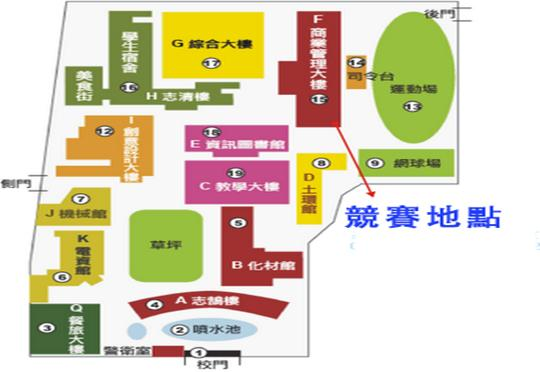 後門
F 商業管理大樓
15
G 綜合大樓
17
學生宿舍
16
美食街
H 志清樓
14
司令台
運動場
13
I 創意設計大樓
12
18
E 資訊圖書館
19
C 教學大樓
8
D 土環館
9 網球場
側門
7
J 機械館
競賽地點
K 電資館
6
草坪
5
B 化材館
4 A 志鵠樓
3
Q 餐旅大樓
2 噴水池
警衛室
1
校門